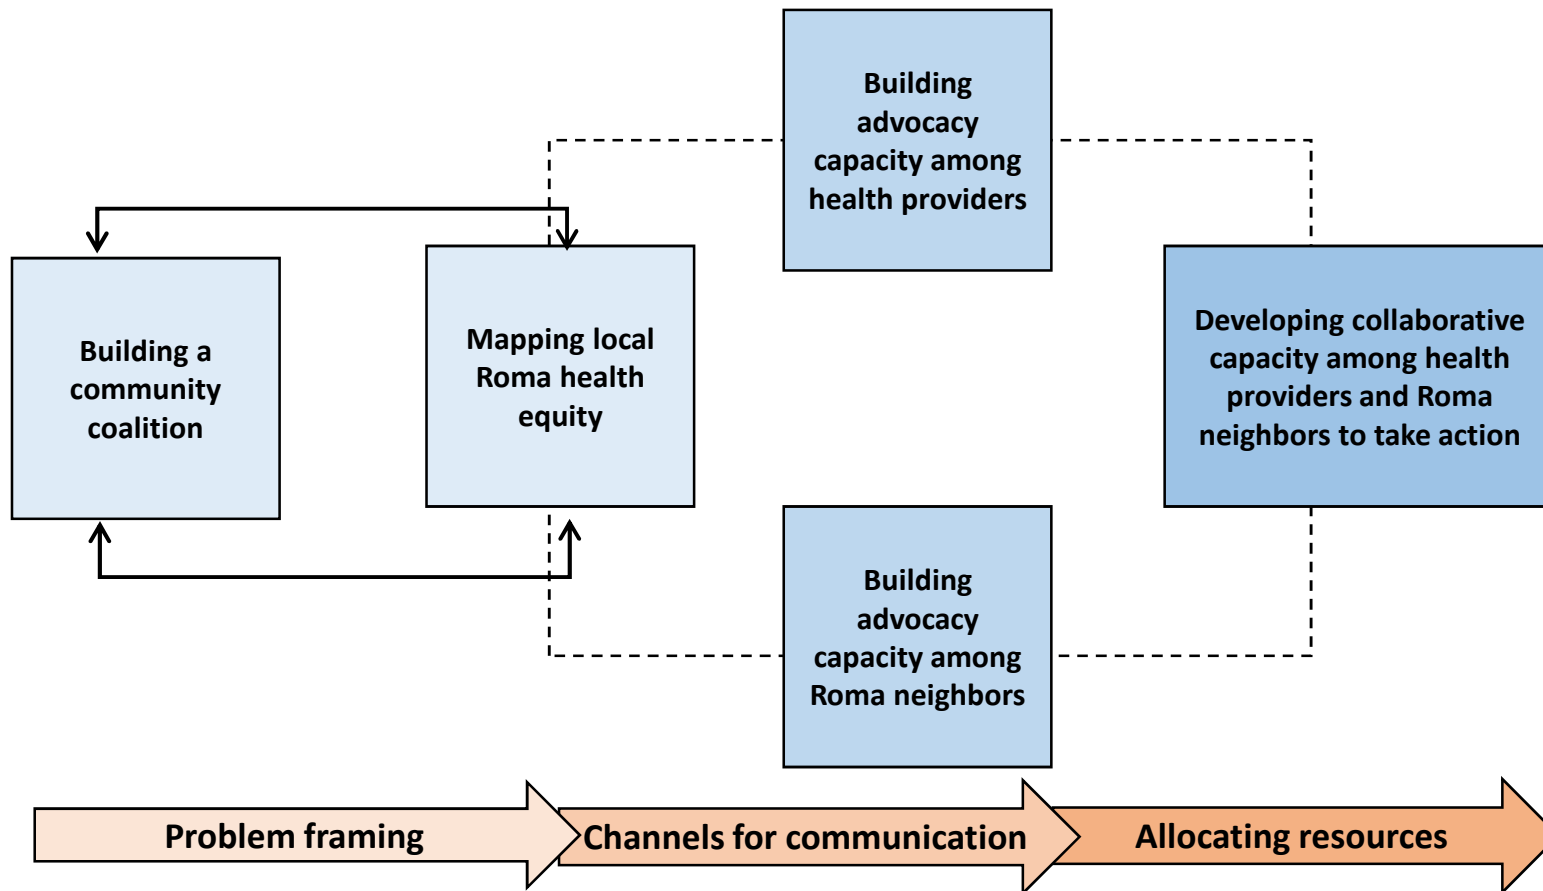 Building
advocacy
capacity among
health providers
Building a
community
coalition
Mapping local
Roma health
equity
Developing collaborative
capacity among health
providers and Roma
neighbors to take action
Building
advocacy
capacity among
Roma neighbors
Problem framing
Channels for communication
Allocating resources